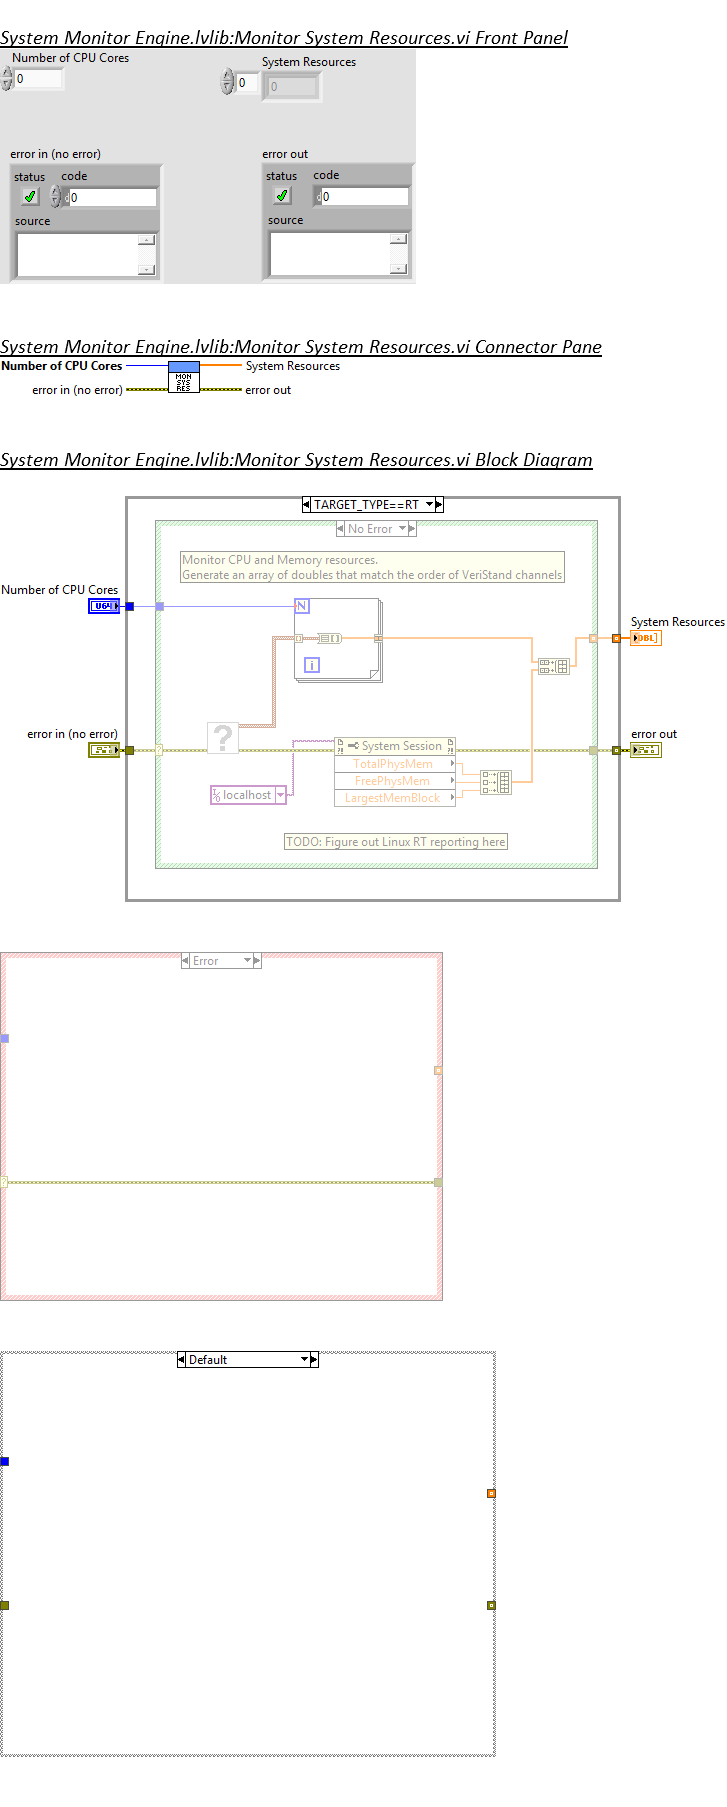 System Monitor Engine.lvlib:Monitor System Resources.vi Front Panel
Number of CPU Cores
System Resources
0
0
0
error in (no error)
error out
status
code
status
code
d
0
d
0
source
source
System Monitor Engine.lvlib:Monitor System Resources.vi Connector Pane
Number of CPU Cores
System Resources
MON
SYS
RES
error in (no error)
error out
System Monitor Engine.lvlib:Monitor System Resources.vi Block Diagram
TARGET_TYPE==RT
No Error
Monitor CPU and Memory resources.
Generate an array of doubles that match the order of VeriStand channels
Number of CPU Cores
U64
N
System Resources
DBL]
i
error in (no error)
?
?
System Session
?!
?!
error out
TotalPhysMem
FreePhysMem
I/O localhost
LargestMemBlock
TODO: Figure out Linux RT reporting here
Error
?
Default